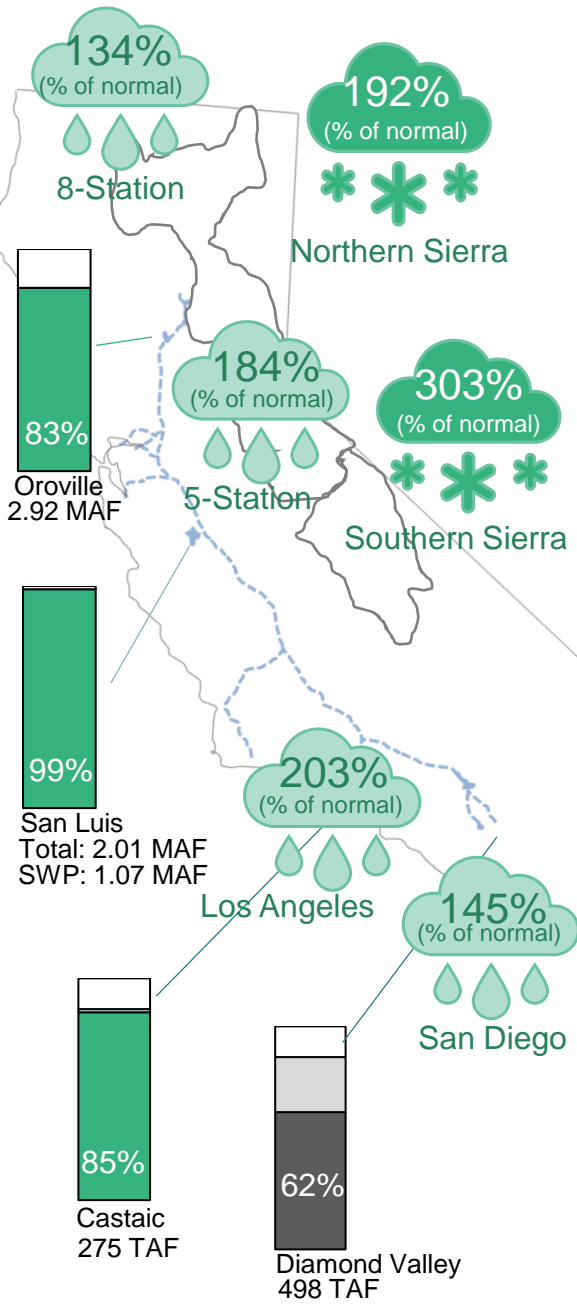 134%
(% of normal)
8-Station
192%
(% of normal)
Northern Sierra
83%
Oroville
2.92 MAF
184%
(% of normal)
5-Station
303%
(% of normal)
Southern Sierra
99%
San Luis
Total: 2.01 MAF
SWP: 1.07 MAF
203%
(% of normal)
Los Angeles
145%
(% of normal)
San Diego
85%
Castaic
275 TAF
62%
Diamond Valley
498 TAF